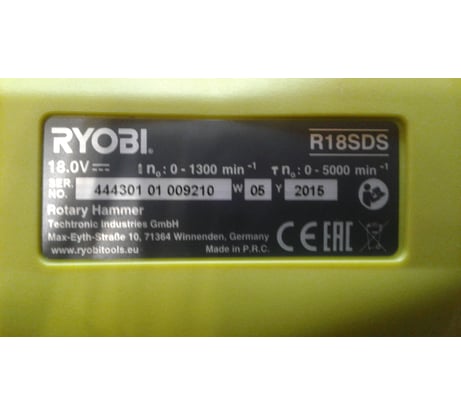 RYOBI R18SDS
18.0V⎓ n₀: 0 - 1300 min⁻¹ n₀: 0 - 5000 min⁻¹
SER. NO. 444301 01 009210 W 05 Y 2015
Rotary Hammer
Techtronic Industries GmbH
Max-Eyth-Straße 10, 71364 Winnenden, Germany
www.ryobitools.eu Made in P.R.C.
CE EAC